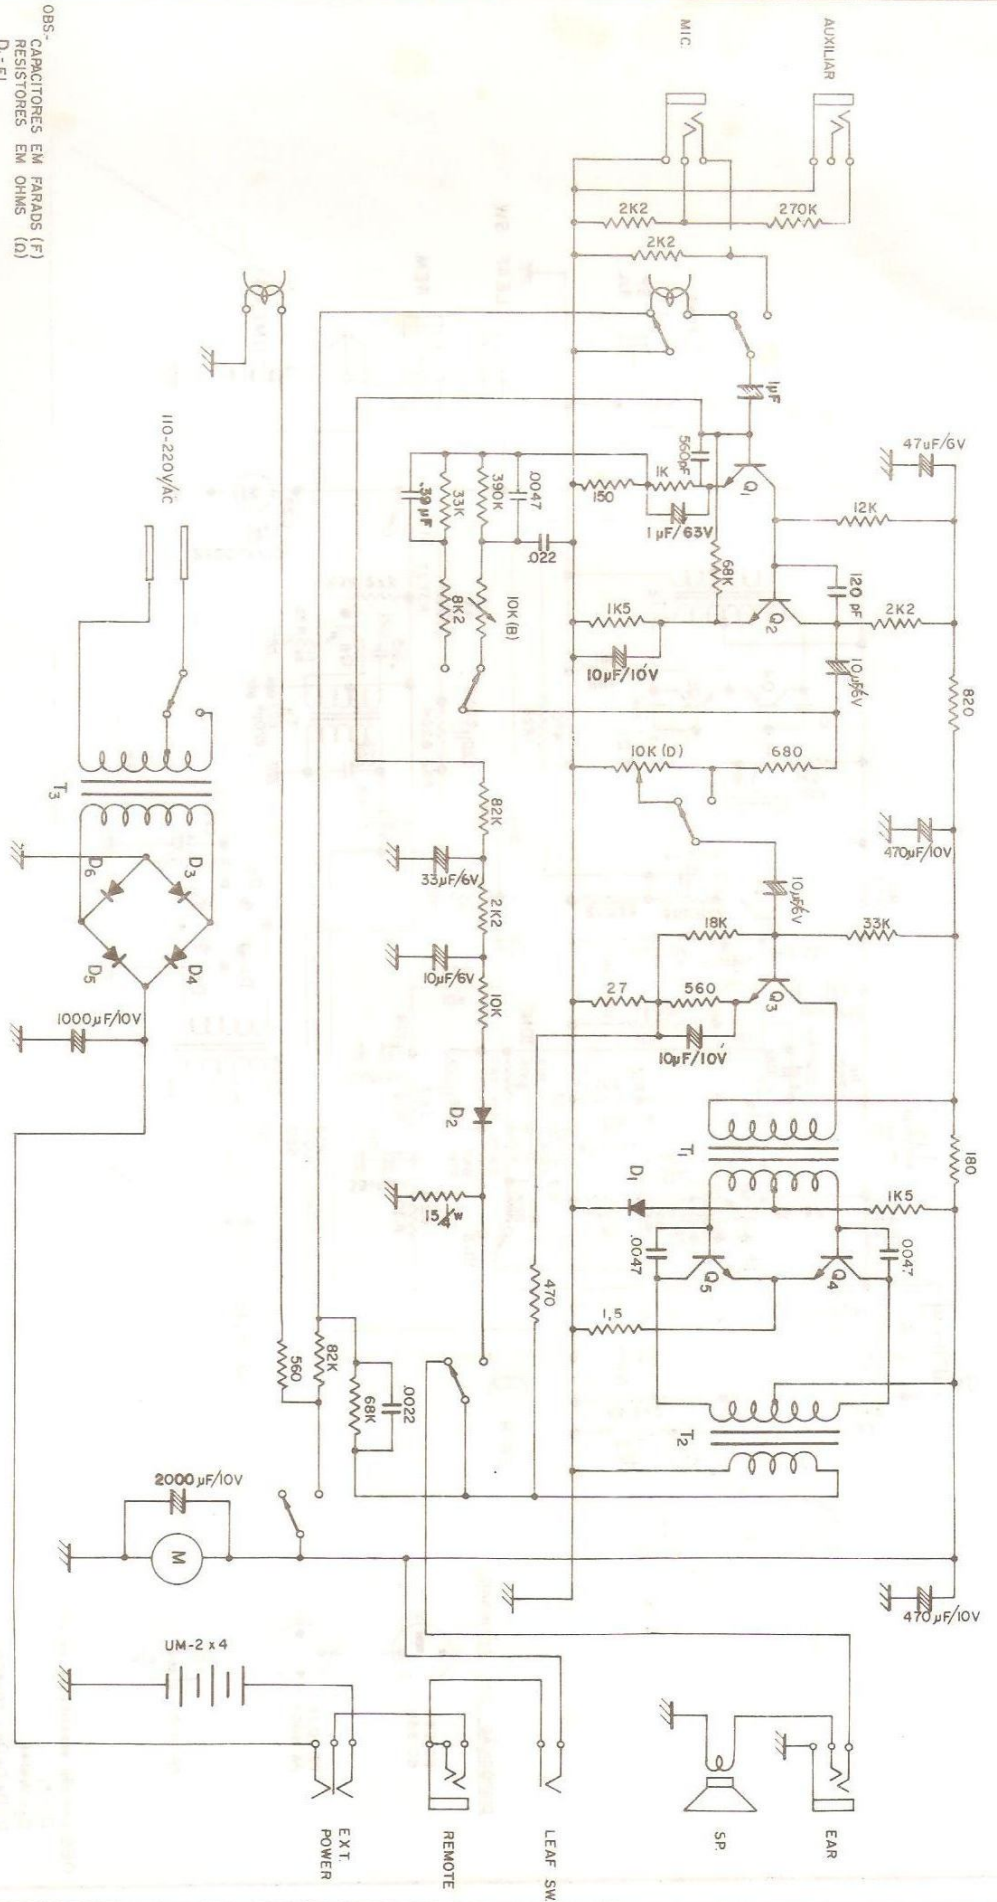 AUXILIAR
MIC.
270K
2K2
2K2
1µF
560pF
1K
150
1µF/63V
Q1
47uF/6V
12K
68K
120 pF
2K2
Q2
1K5
10µF/10V
10µF/6V
820
.0047
390K
33K
.39µF
.022
10K(B)
8K2
10K(D)
680
470µF/10V
10µF/6V
18K
33K
27
560
Q3
10µF/10V
82K
33µF/6V
2K2
10µF/6V
10K
D2
470
T1
180
D1
1K5
.0047
Q5
Q4
.0047
1,5
T2
82K
560
.0022
68K
2000µF/10V
M
470µF/10V
110-220V/AC
T3
D6
D3
D5
D4
1000µF/10V
UM-2 x 4
EAR
SP.
LEAF SW.
REMOTE
EXT.
POWER
OBS-
CAPACITORES EM FARADS (F)
RESISTORES EM OHMS (Ω)